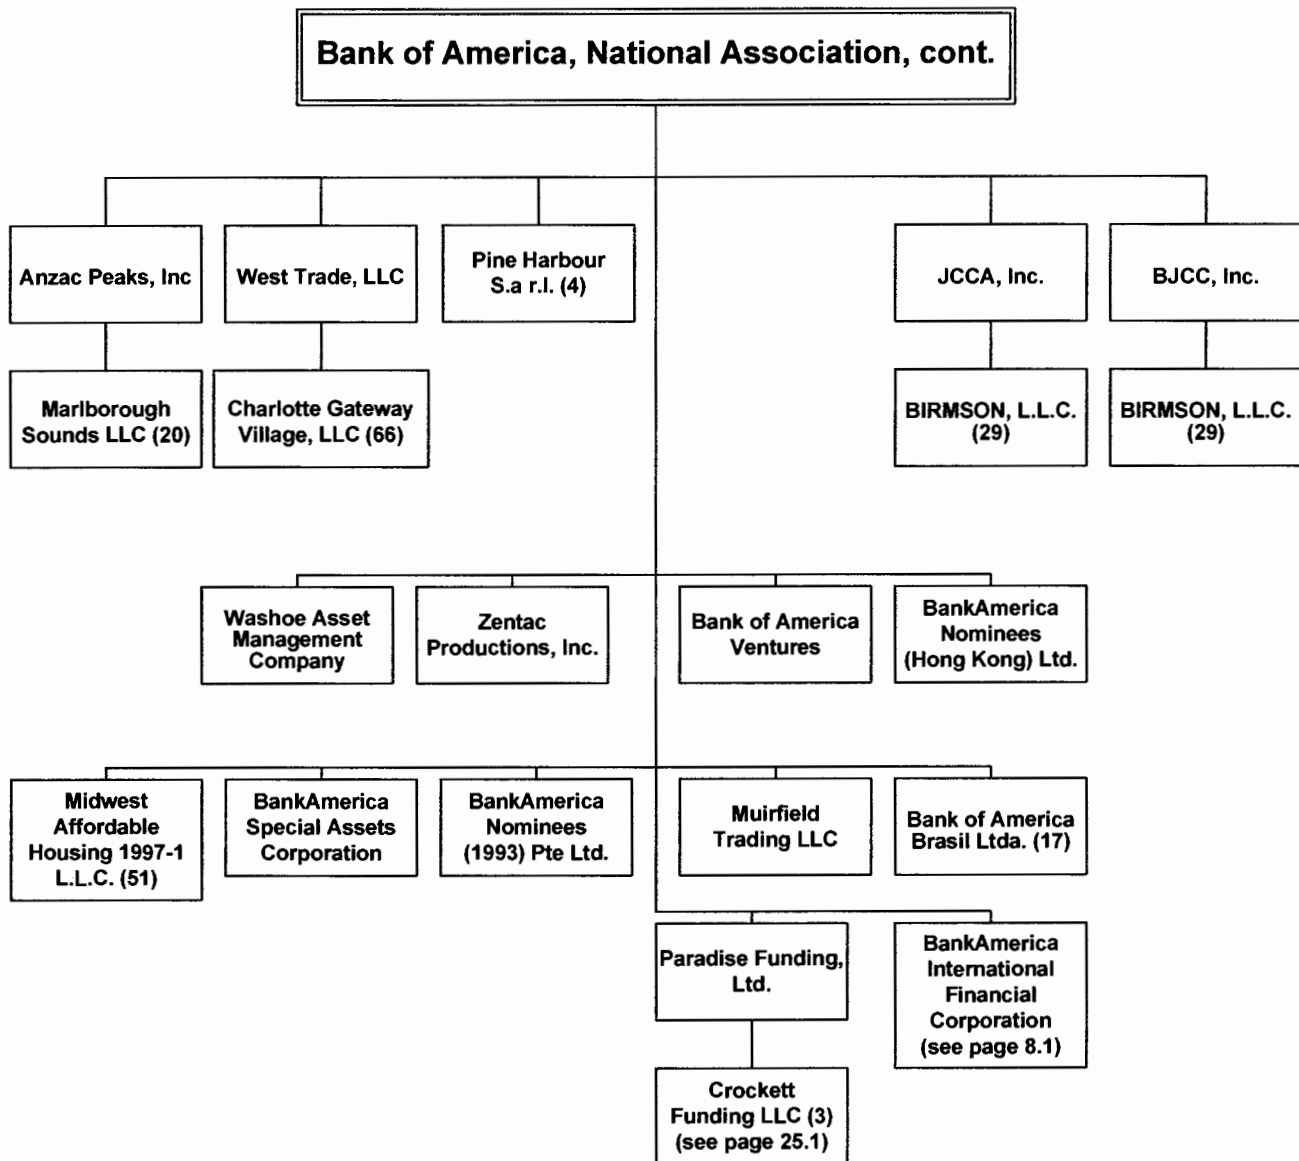 Bank of America, National Association, cont.
Anzac Peaks, Inc
West Trade, LLC
Pine Harbour
S.a r.l. (4)
JCCA, Inc.
BJCC, Inc.
Marlborough
Sounds LLC (20)
Charlotte Gateway
Village, LLC (66)
BIRMSON, L.L.C.
(29)
BIRMSON, L.L.C.
(29)
Washoe Asset
Management
Company
Zentac
Productions, Inc.
Bank of America
Ventures
BankAmerica
Nominees
(Hong Kong) Ltd.
Midwest
Affordable
Housing 1997-1
L.L.C. (51)
BankAmerica
Special Assets
Corporation
BankAmerica
Nominees
(1993) Pte Ltd.
Muirfield
Trading LLC
Bank of America
Brasil Ltda. (17)
Paradise Funding,
Ltd.
BankAmerica
International
Financial
Corporation
(see page 8.1)
Crockett
Funding LLC (3)
(see page 25.1)